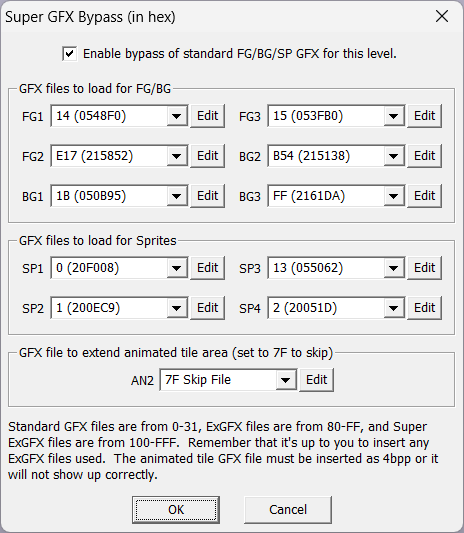 Super GFX Bypass (in hex)
Enable bypass of standard FG/BG/SP GFX for this level.
GFX files to load for FG/BG
FG1 14 (0548F0) Edit FG3 15 (053FB0) Edit
FG2 E17 (215852) Edit BG2 B54 (215138) Edit
BG1 1B (050B95) Edit BG3 FF (2161DA) Edit
GFX files to load for Sprites
SP1 0 (20F008) Edit SP3 13 (055062) Edit
SP2 1 (200EC9) Edit SP4 2 (20051D) Edit
GFX file to extend animated tile area (set to 7F to skip)
AN2 7F Skip File Edit
Standard GFX files are from 0-31, ExGFX files are from 80-FF, and Super
ExGFX files are from 100-FFF. Remember that it's up to you to insert any
ExGFX files used. The animated tile GFX file must be inserted as 4bpp or it
will not show up correctly.
OK Cancel